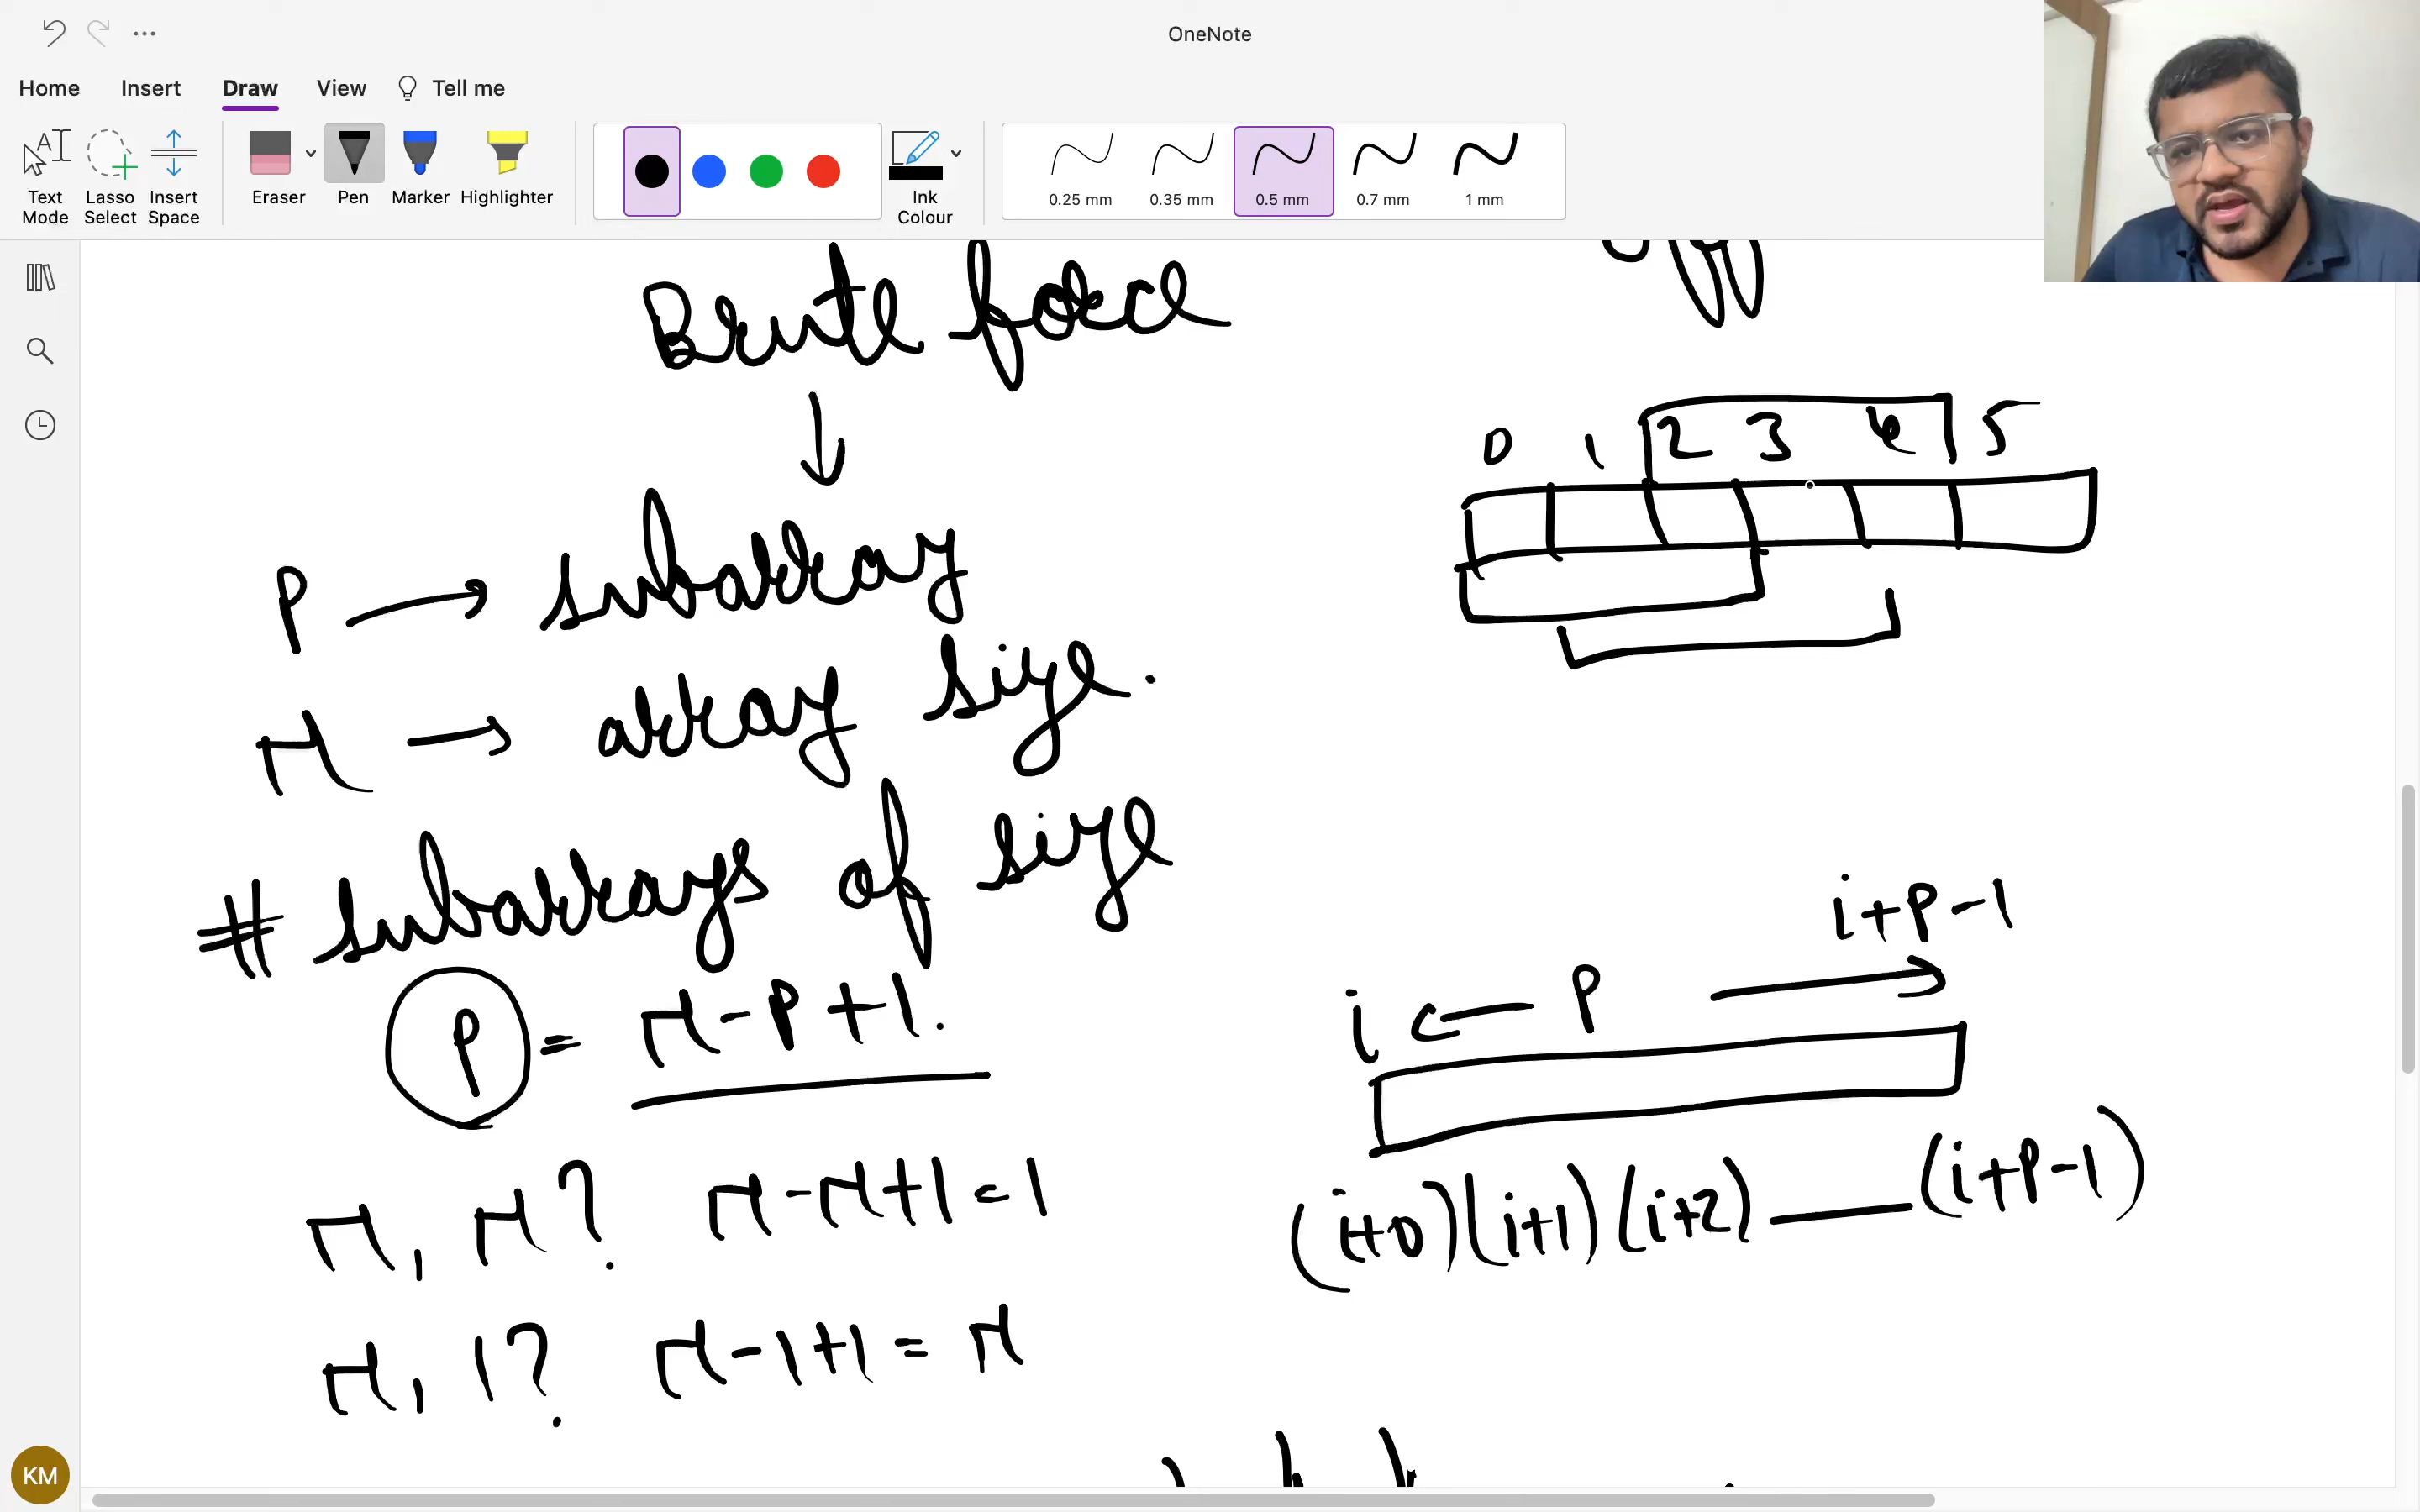 OneNote
Home Insert Draw View Tell me
Text Mode
Lasso Select
Insert Space
Eraser
Pen
Marker
Highlighter
Ink Colour
0.25 mm
0.35 mm
0.5 mm
0.7 mm
1 mm
Brute force
P → subarray
n → array size.
# subarrays of size
P = n-P+1.
n, n? n-n+1=1
n, 1? n-1+1=n
0 1 2 3 4 5
i+P-1
i ← P →
(i+0)(i+1)(i+2)—(i+P-1)
KM